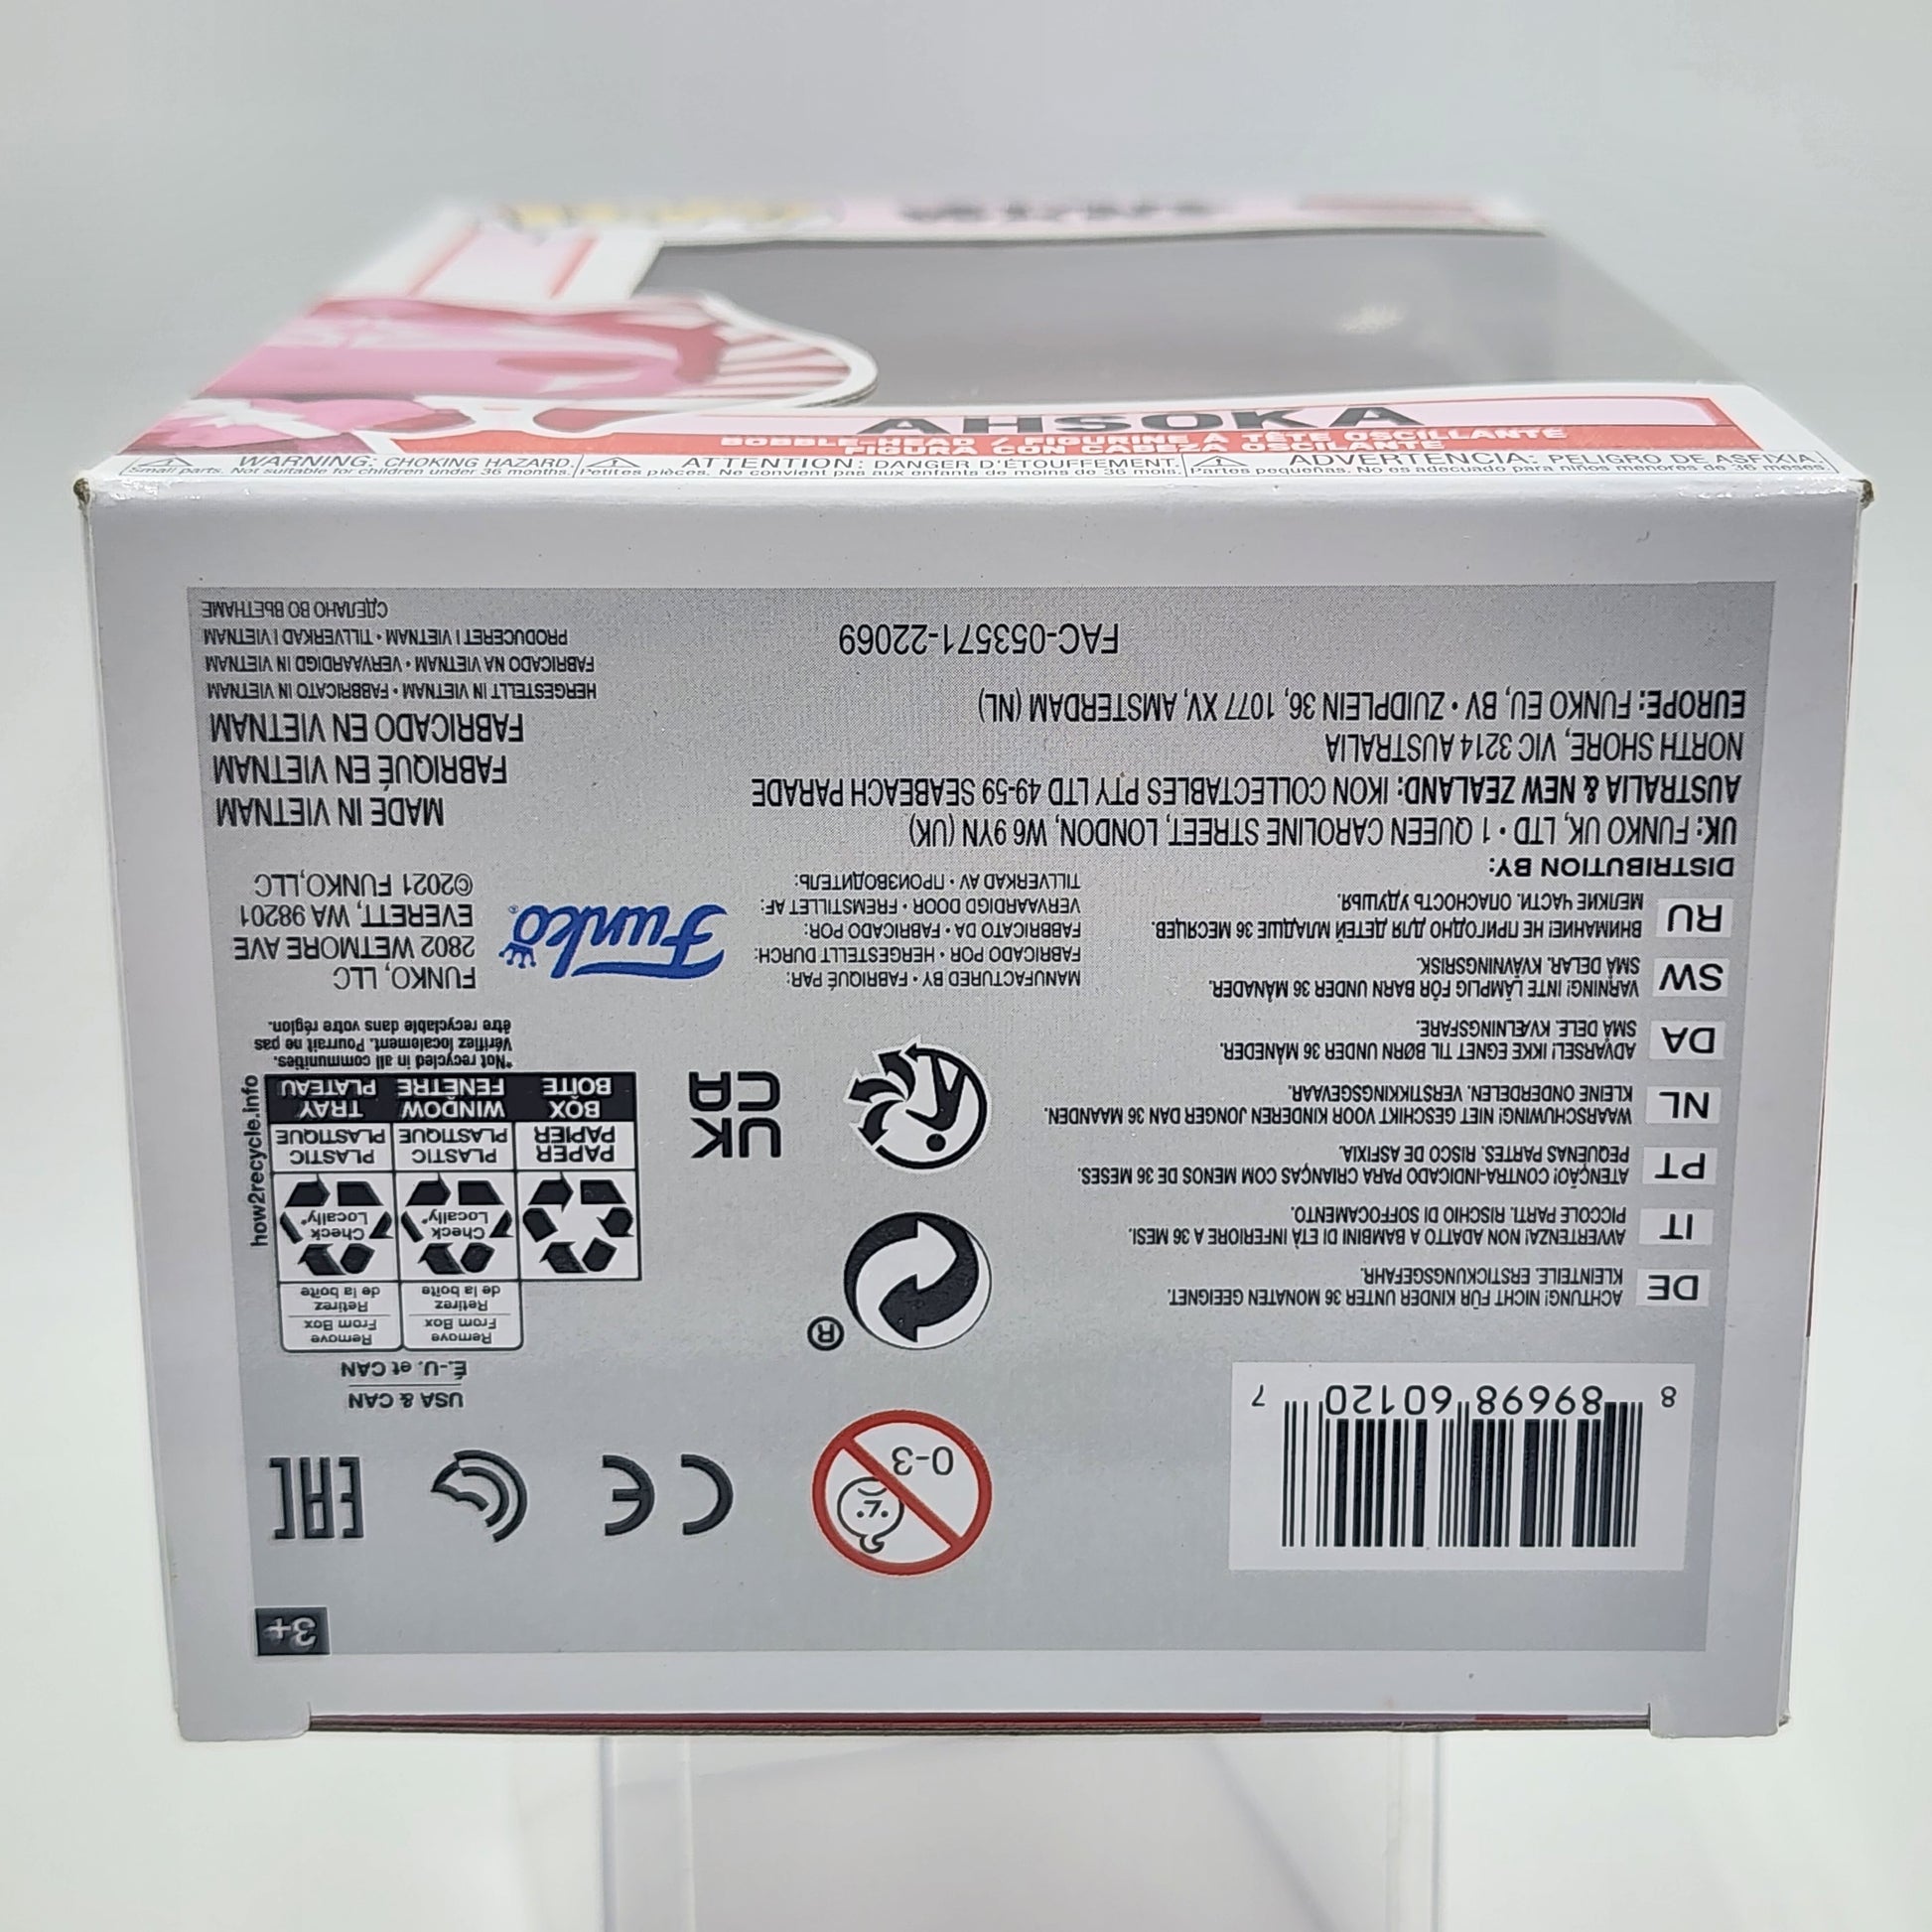 AHSOKA
BOBBLE-HEAD / FIGURINE À TÊTE OSCILLANTE
FIGURA CON CABEZA OSCILANTE
WARNING: CHOKING HAZARD.
Small parts. Not suitable for children under 36 months.
ATTENTION: DANGER D'ÉTOUFFEMENT.
Petites pièces. Ne convient pas aux enfants de moins de 36 mois.
ADVERTENCIA: PELIGRO DE ASFIXIA.
Partes pequeñas. No es adecuado para niños menores de 36 meses
3+
8 89698 60120 7
0-3
CE
EAC
USA & CAN
É.-U. et CAN
Remove
From Box
Retirez
de la boîte
Remove
From Box
Retirez
de la boîte
Check
Locally*
Check
Locally*
PAPER
PAPIER
PLASTIC
PLASTIQUE
PLASTIC
PLASTIQUE
BOX
BOÎTE
WINDOW
FENÊTRE
TRAY
PLATEAU
how2recycle.info
*Not recycled in all communities.
Vérifiez localement. Pourrait ne pas
être recyclable dans votre région.
®
UK
CA
DE
ACHTUNG! NICHT FÜR KINDER UNTER 36 MONATEN GEEIGNET.
KLEINTEILE. ERSTICKUNGSGEFAHR.
IT
AVVERTENZA! NON ADATTO A BAMBINI DI ETÀ INFERIORE A 36 MESI.
PICCOLE PARTI. RISCHIO DI SOFFOCAMENTO.
PT
ATENÇÃO! CONTRA-INDICADO PARA CRIANÇAS COM MENOS DE 36 MESES.
PEQUENAS PARTES. RISCO DE ASFIXIA.
NL
WAARSCHUWING! NIET GESCHIKT VOOR KINDEREN JONGER DAN 36 MAANDEN.
KLEINE ONDERDELEN. VERSTIKKINGSGEVAAR.
DA
ADVARSEL! IKKE EGNET TIL BØRN UNDER 36 MÅNEDER.
SMÅ DELE. KVÆLNINGSFARE.
SW
VARNING! INTE LÄMPLIG FÖR BARN UNDER 36 MÅNADER.
SMÅ DELAR. KVÄVNINGSRISK.
RU
ВНИМАНИЕ! НЕ ПРИГОДНО ДЛЯ ДЕТЕЙ МЛАДШЕ 36 МЕСЯЦЕВ.
МЕЛКИЕ ЧАСТИ. ОПАСНОСТЬ УДУШЬЯ.
MANUFACTURED BY • FABRIQUÉ PAR:
FABRICADO POR • HERGESTELLT DURCH:
FABBRICATO DA • FABRICADO POR:
VERVAARDIGD DOOR • FREMSTILLET AF:
TILLVERKAD AV • ПРОИЗВОДИТЕЛЬ:
Funko®
FUNKO, LLC
2802 WETMORE AVE
EVERETT, WA 98201
©2021 FUNKO,LLC
DISTRIBUTION BY:
UK: FUNKO UK, LTD • 1 QUEEN CAROLINE STREET, LONDON, W6 9YN (UK)
AUSTRALIA & NEW ZEALAND: IKON COLLECTABLES PTY LTD 49-59 SEABEACH PARADE
NORTH SHORE, VIC 3214 AUSTRALIA
EUROPE: FUNKO EU, BV • ZUIDPLEIN 36, 1077 XV, AMSTERDAM (NL)
FAC-053571-22069
MADE IN VIETNAM
FABRIQUÉ EN VIETNAM
FABRICADO EN VIETNAM
HERGESTELLT IN VIETNAM • FABBRICATO IN VIETNAM
FABRICADO NA VIETNAM • VERVAARDIGD IN VIETNAM
PRODUCERET I VIETNAM • TILLVERKAD I VIETNAM
СДЕЛАНО ВО ВЬЕТНАМЕ